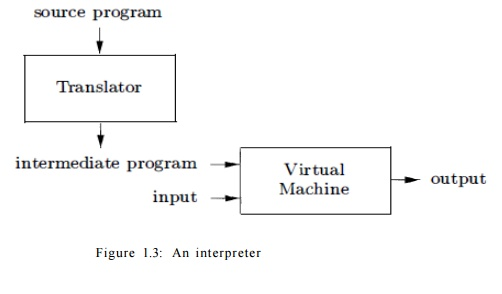 source program
Translator
intermediate program
input
Virtual
Machine
output
Figure 1.3: An interpreter